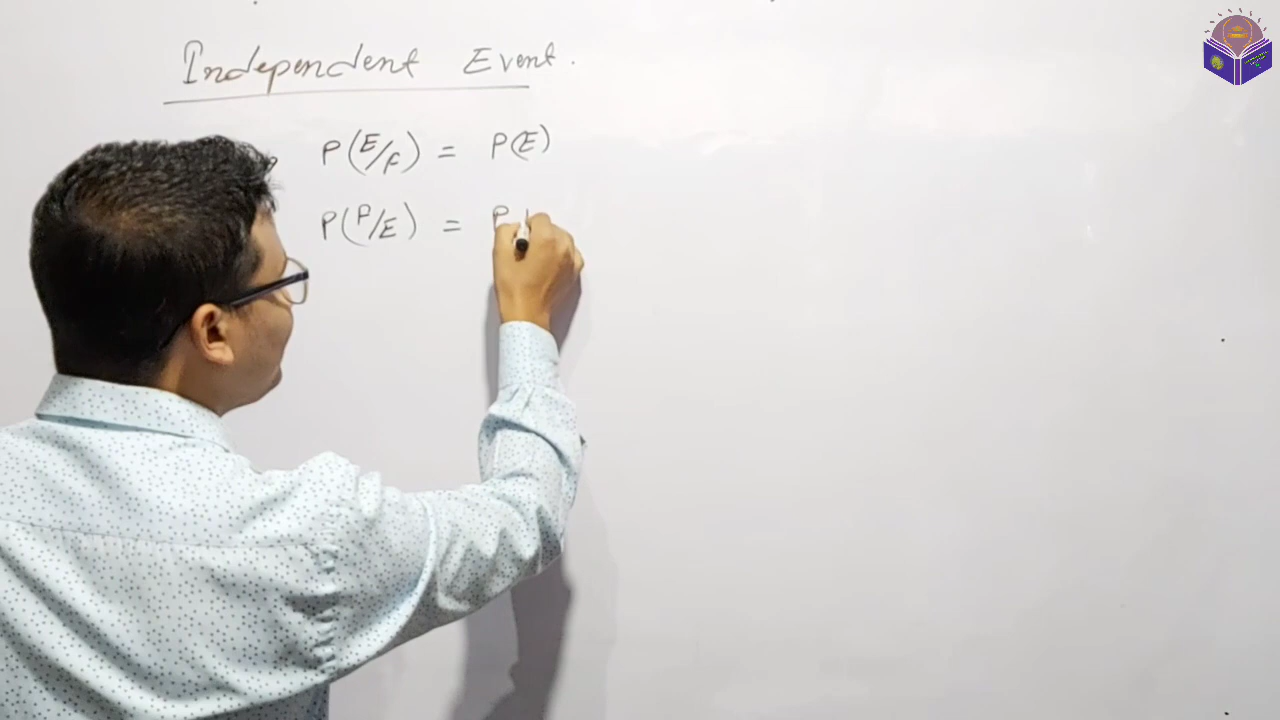 Independent Event.
P(E/F) = P(E)
P(P/E) = P